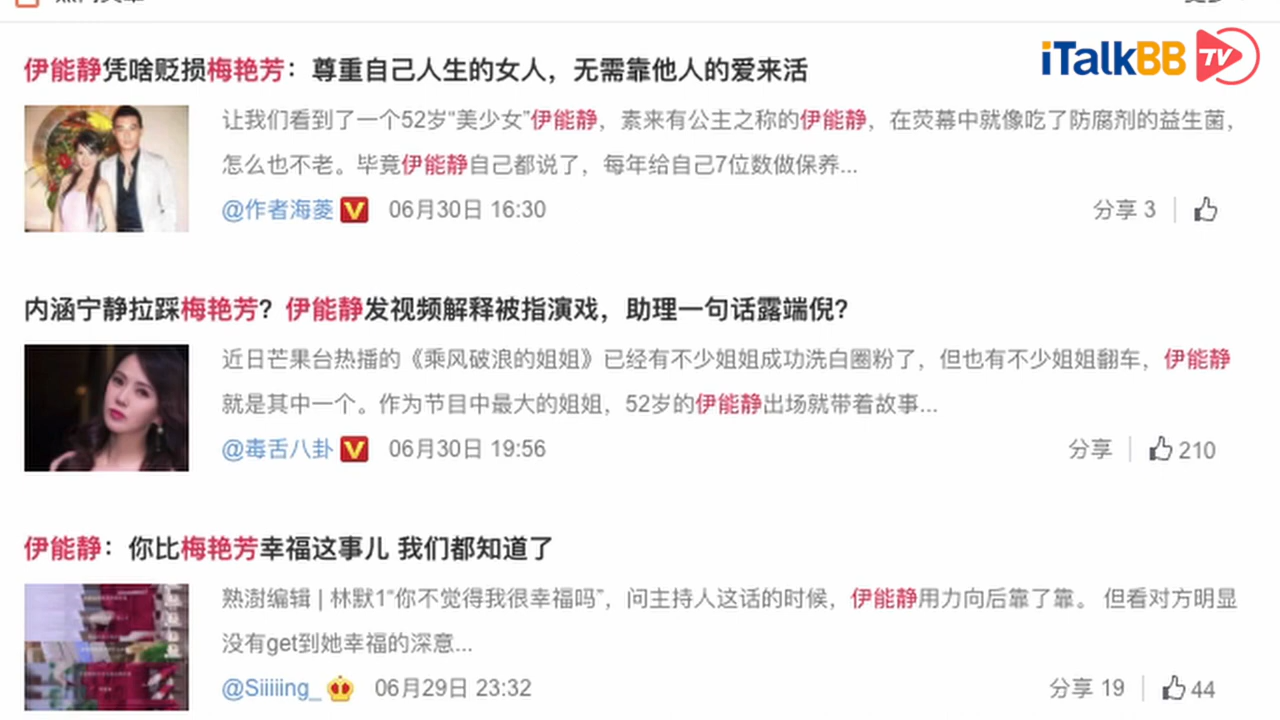 iTalkBB TV
伊能静凭啥贬损梅艳芳：尊重自己人生的女人，无需靠他人的爱来活
让我们看到了一个52岁“美少女”伊能静，素来有公主之称的伊能静，在荧幕中就像吃了防腐剂的益生菌，
怎么也不老。毕竟伊能静自己都说了，每年给自己7位数做保养...
@作者海菱 V 06月30日 16:30 分享 3
内涵宁静拉踩梅艳芳？伊能静发视频解释被指演戏，助理一句话露端倪？
近日芒果台热播的《乘风破浪的姐姐》已经有不少姐姐成功洗白圈粉了，但也有不少姐姐翻车，伊能静
就是其中一个。作为节目中最大的姐姐，52岁的伊能静出场就带着故事...
@毒舌八卦 V 06月30日 19:56 分享 210
伊能静：你比梅艳芳幸福这事儿 我们都知道了
熟澍编辑 | 林默1“你不觉得我很幸福吗”，问主持人这话的时候，伊能静用力向后靠了靠。 但看对方明显
没有get到她幸福的深意...
@Siiiiing_ 06月29日 23:32 分享 19 44